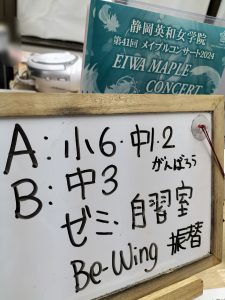 静岡英和女学院
第41回 メイプルコンサート2024
EIWA MAPLE
CONCERT
A:小6・中1・2
がんばろう
B:中3
ゼミ・自習室
Be-Wing 振替